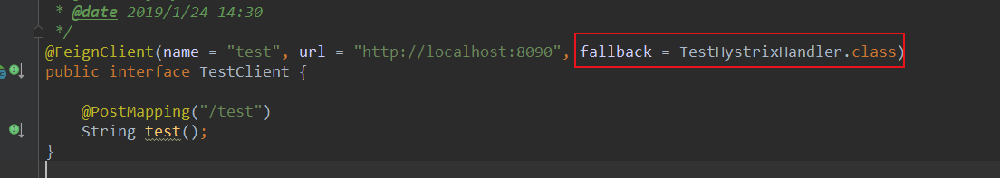 * @date 2019/1/24 14:30
*/
@FeignClient(name = "test", url = "http://localhost:8090", fallback = TestHystrixHandler.class)
public interface TestClient {
@PostMapping("/test")
String test();
}